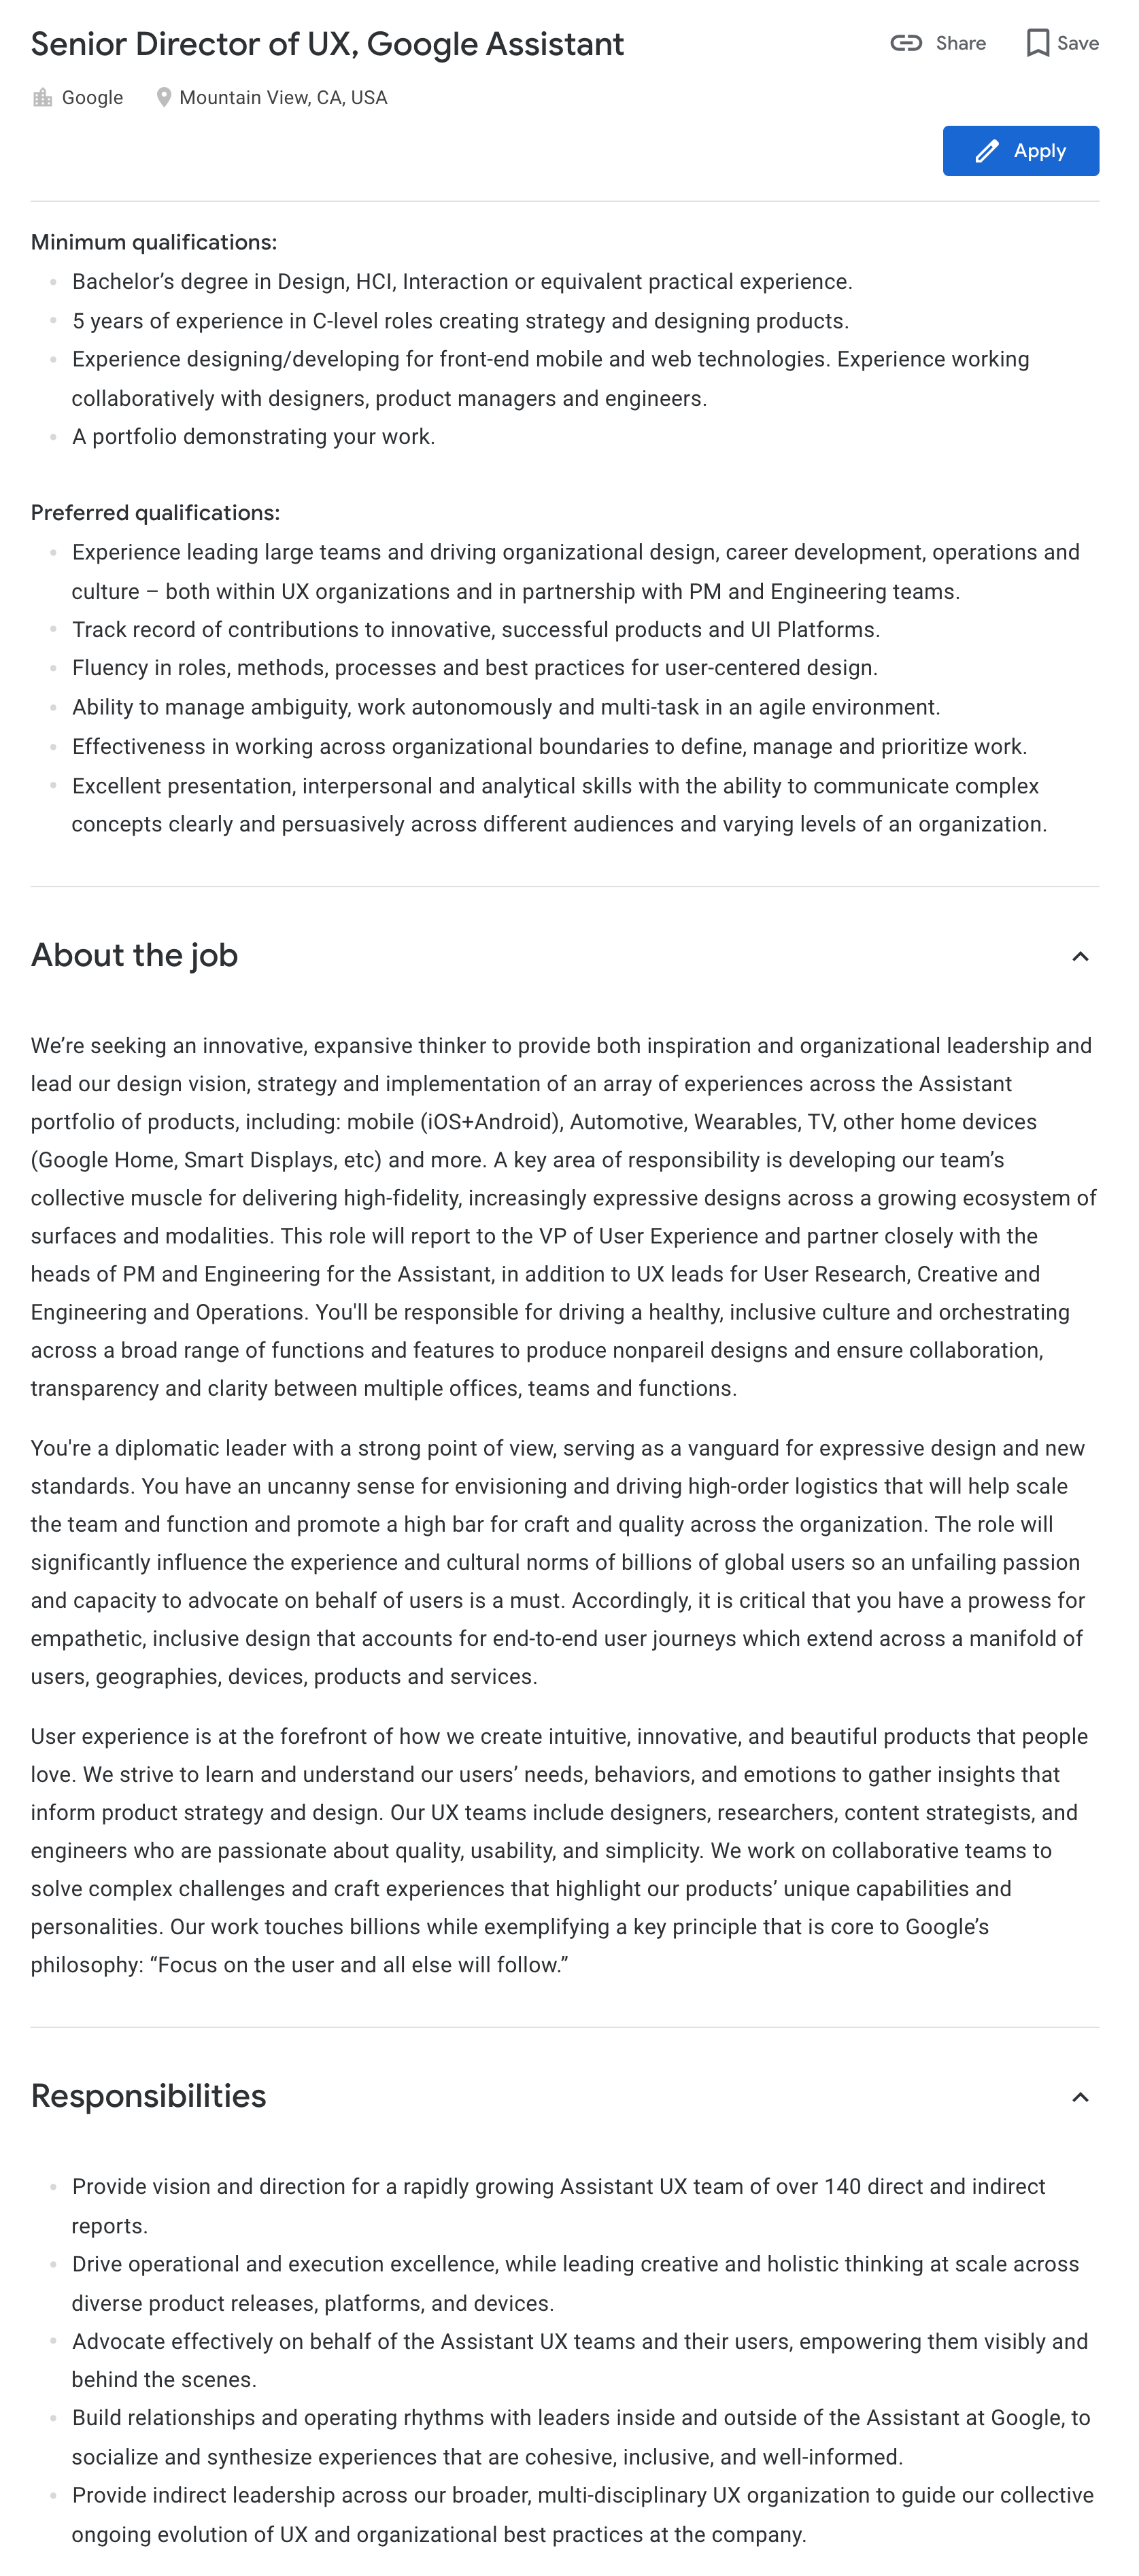 Senior Director of UX, Google Assistant
Share
Save
Google
Mountain View, CA, USA
Apply
Minimum qualifications:
Bachelor’s degree in Design, HCI, Interaction or equivalent practical experience.
5 years of experience in C-level roles creating strategy and designing products.
Experience designing/developing for front-end mobile and web technologies. Experience working
collaboratively with designers, product managers and engineers.
A portfolio demonstrating your work.
Preferred qualifications:
Experience leading large teams and driving organizational design, career development, operations and
culture – both within UX organizations and in partnership with PM and Engineering teams.
Track record of contributions to innovative, successful products and UI Platforms.
Fluency in roles, methods, processes and best practices for user-centered design.
Ability to manage ambiguity, work autonomously and multi-task in an agile environment.
Effectiveness in working across organizational boundaries to define, manage and prioritize work.
Excellent presentation, interpersonal and analytical skills with the ability to communicate complex
concepts clearly and persuasively across different audiences and varying levels of an organization.
About the job
We’re seeking an innovative, expansive thinker to provide both inspiration and organizational leadership and
lead our design vision, strategy and implementation of an array of experiences across the Assistant
portfolio of products, including: mobile (iOS+Android), Automotive, Wearables, TV, other home devices
(Google Home, Smart Displays, etc) and more. A key area of responsibility is developing our team’s
collective muscle for delivering high-fidelity, increasingly expressive designs across a growing ecosystem of
surfaces and modalities. This role will report to the VP of User Experience and partner closely with the
heads of PM and Engineering for the Assistant, in addition to UX leads for User Research, Creative and
Engineering and Operations. You'll be responsible for driving a healthy, inclusive culture and orchestrating
across a broad range of functions and features to produce nonpareil designs and ensure collaboration,
transparency and clarity between multiple offices, teams and functions.
You're a diplomatic leader with a strong point of view, serving as a vanguard for expressive design and new
standards. You have an uncanny sense for envisioning and driving high-order logistics that will help scale
the team and function and promote a high bar for craft and quality across the organization. The role will
significantly influence the experience and cultural norms of billions of global users so an unfailing passion
and capacity to advocate on behalf of users is a must. Accordingly, it is critical that you have a prowess for
empathetic, inclusive design that accounts for end-to-end user journeys which extend across a manifold of
users, geographies, devices, products and services.
User experience is at the forefront of how we create intuitive, innovative, and beautiful products that people
love. We strive to learn and understand our users’ needs, behaviors, and emotions to gather insights that
inform product strategy and design. Our UX teams include designers, researchers, content strategists, and
engineers who are passionate about quality, usability, and simplicity. We work on collaborative teams to
solve complex challenges and craft experiences that highlight our products’ unique capabilities and
personalities. Our work touches billions while exemplifying a key principle that is core to Google’s
philosophy: “Focus on the user and all else will follow.”
Responsibilities
Provide vision and direction for a rapidly growing Assistant UX team of over 140 direct and indirect
reports.
Drive operational and execution excellence, while leading creative and holistic thinking at scale across
diverse product releases, platforms, and devices.
Advocate effectively on behalf of the Assistant UX teams and their users, empowering them visibly and
behind the scenes.
Build relationships and operating rhythms with leaders inside and outside of the Assistant at Google, to
socialize and synthesize experiences that are cohesive, inclusive, and well-informed.
Provide indirect leadership across our broader, multi-disciplinary UX organization to guide our collective
ongoing evolution of UX and organizational best practices at the company.